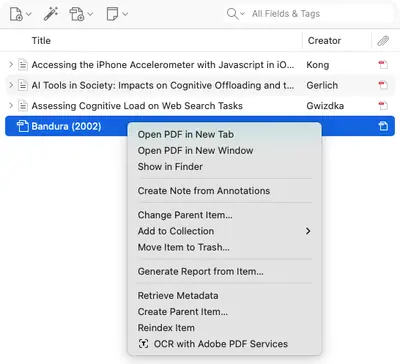 All Fields & Tags
Title Creator
Accessing the iPhone Accelerometer with Javascript in iO... Kong
AI Tools in Society: Impacts on Cognitive Offloading and t... Gerlich
Assessing Cognitive Load on Web Search Tasks Gwizdka
Bandura (2002)
Open PDF in New Tab
Open PDF in New Window
Show in Finder
Create Note from Annotations
Change Parent Item...
Add to Collection
Move Item to Trash...
Generate Report from Item...
Retrieve Metadata
Create Parent Item...
Reindex Item
OCR with Adobe PDF Services